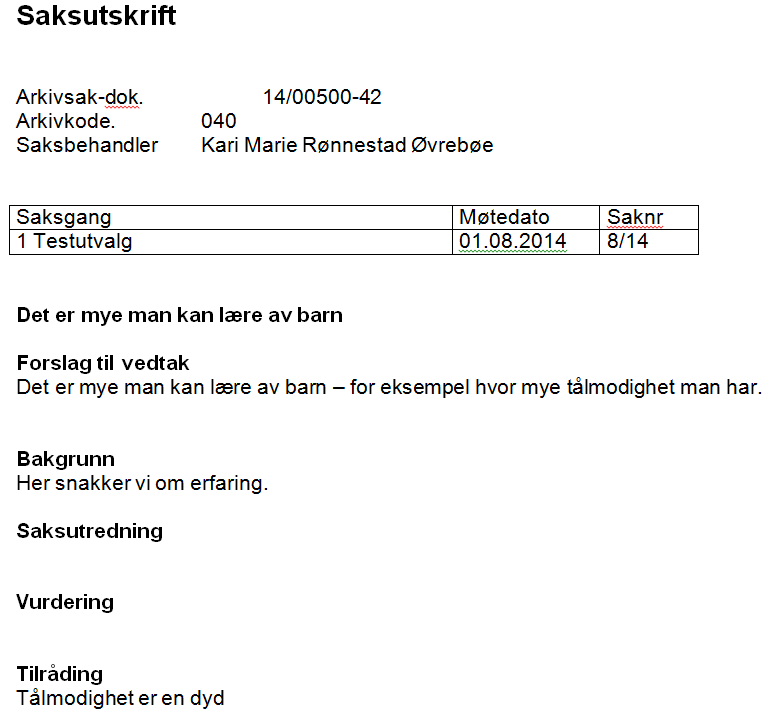 Saksutskrift
Arkivsak-dok. 14/00500-42
Arkivkode. 040
Saksbehandler Kari Marie Rønnestad Øvrebøe
Saksgang Møtedato Saknr
1 Testutvalg 01.08.2014 8/14
Det er mye man kan lære av barn
Forslag til vedtak
Det er mye man kan lære av barn – for eksempel hvor mye tålmodighet man har.
Bakgrunn
Her snakker vi om erfaring.
Saksutredning
Vurdering
Tilråding
Tålmodighet er en dyd